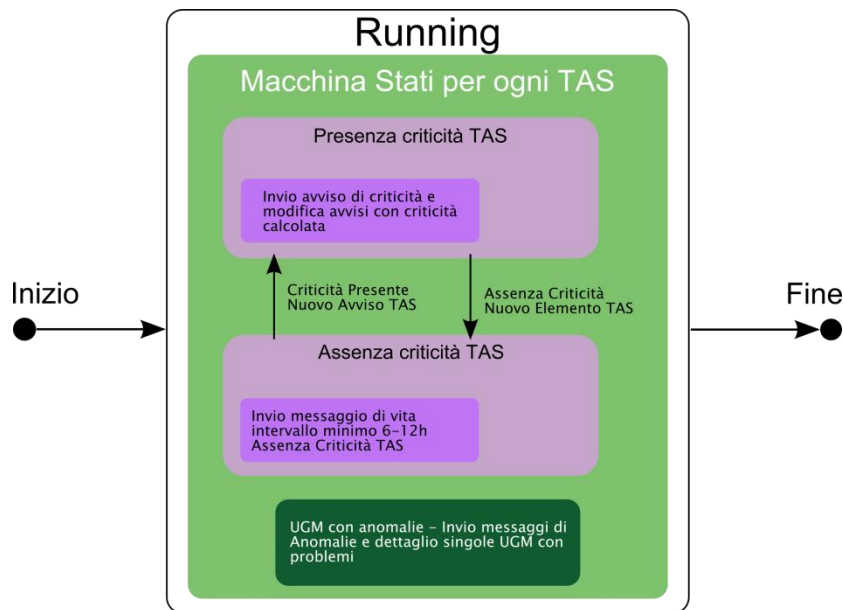 Running
Macchina Stati per ogni TAS
Presenza criticità TAS
Invio avviso di criticità e
modifica avvisi con criticità
calcolata
Inizio
Criticità Presente
Nuovo Avviso TAS
Assenza Criticità
Nuovo Elemento TAS
Fine
Assenza criticità TAS
Invio messaggio di vita
intervallo minimo 6-12h
Assenza Criticità TAS
UGM con anomalie - Invio messaggi di
Anomalie e dettaglio singole UGM con
problemi